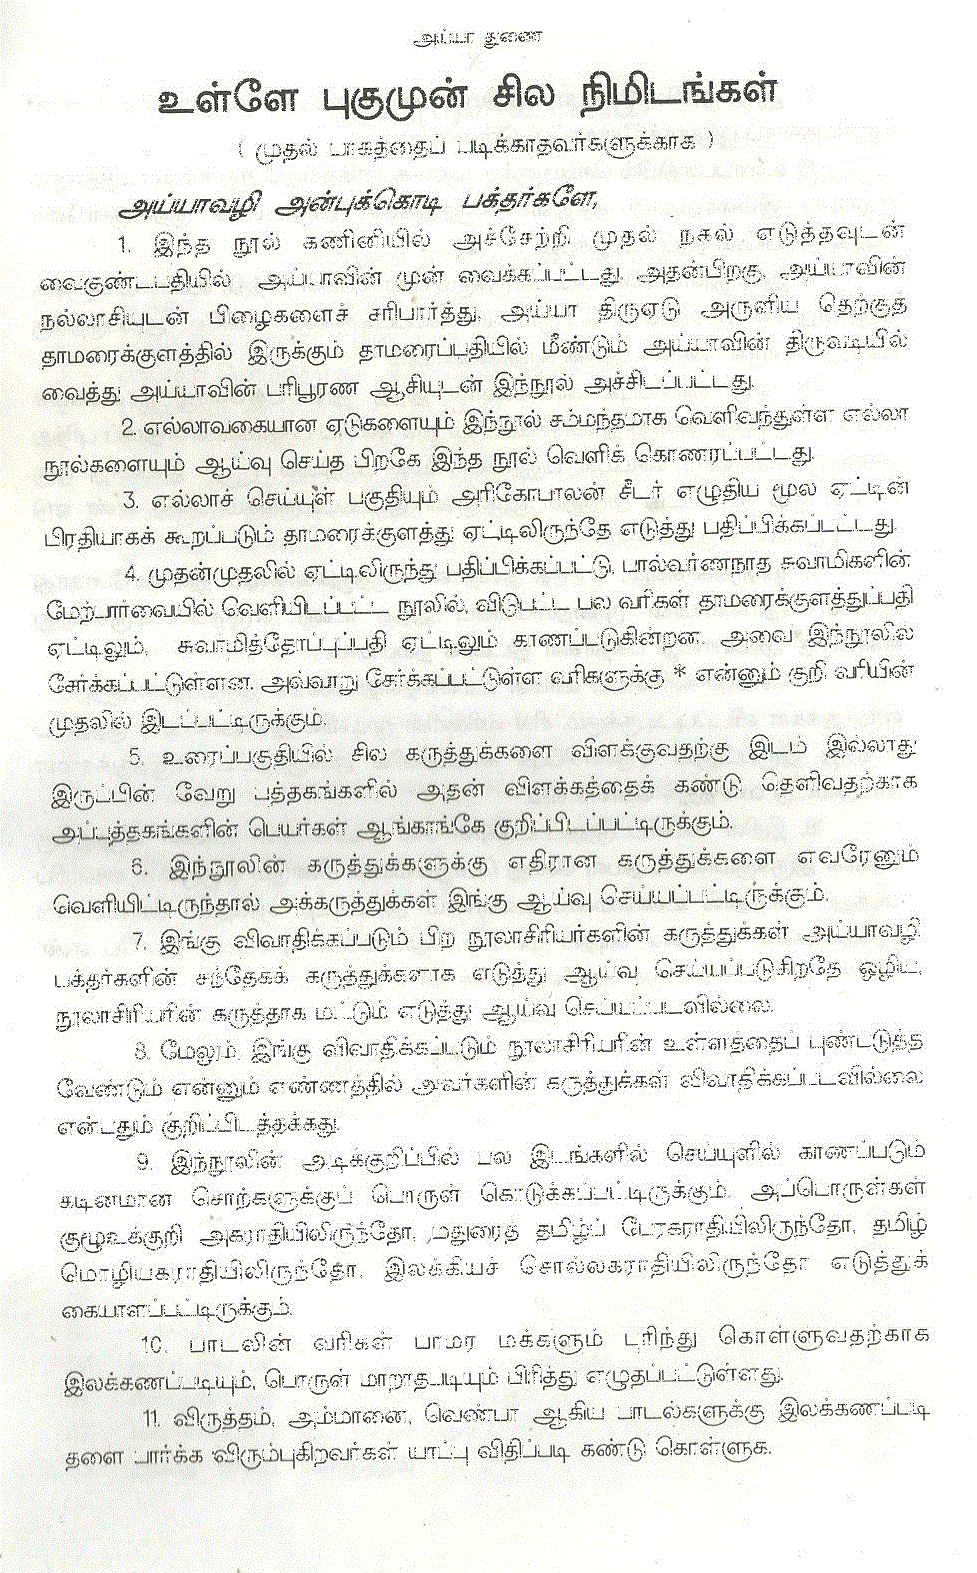 அய்யா துணை
உள்ளே புகுமுன் சில நிமிடங்கள்
( முதல் பாகத்தைப் படிக்காதவர்களுக்காக )
அய்யாவழி அன்புக்கொடி பக்தர்களே,
1. இந்த நூல் கணினியில் அச்சேற்றி முதல் நகல் எடுத்தவுடன்
வைகுண்டபதியில் அய்யாவின் முன் வைக்கப்பட்டது. அதன்பிறகு, அய்யாவின்
நல்லாசியுடன் பிழைகளைச் சரிபார்த்து, அய்யா திருஏடு அருளிய தெற்குத்
தாமரைக்குளத்தில் இருக்கும் தாமரைப்பதியில் மீண்டும் அய்யாவின் திருவடியில்
வைத்து அய்யாவின் பரிபூரண ஆசியுடன் இந்நூல் அச்சிடப்பட்டது.
2. எல்லாவகையான ஏடுகளையும் இந்நூல் சம்மந்தமாக வெளிவந்துள்ள எல்லா
நூல்களையும் ஆய்வு செய்த பிறகே இந்த நூல் வெளிக் கொணரப்பட்டது.
3. எல்லாச் செய்யுள் பகுதியும் அரிகோபாலன் சீடர் எழுதிய மூல ஏட்டின்
பிரதியாகக் கூறப்படும் தாமரைக்குளத்து ஏட்டிலிருந்தே எடுத்து பதிப்பிக்கப்பட்டது.
4. முதன்முதலில் ஏட்டிலிருந்து பதிப்பிக்கப்பட்டு, பால்வர்ணநாத சுவாமிகளின்
மேற்பார்வையில் வெளியிடப்பட்ட நூலில், விடுபட்ட பல வரிகள் தாமரைக்குளத்துப்பதி
ஏட்டிலும், சுவாமித்தோப்புப்பதி ஏட்டிலும் காணப்படுகின்றன. அவை இந்நூலில்
சேர்க்கப்பட்டுள்ளன. அவ்வாறு சேர்க்கப்பட்டுள்ள வரிகளுக்கு * என்னும் குறி வரியின்
முதலில் இடப்பட்டிருக்கும்.
5. உரைப்பகுதியில் சில கருத்துக்களை விளக்குவதற்கு இடம் இல்லாது
இருப்பின் வேறு புத்தகங்களில் அதன் விளக்கத்தைக் கண்டு தெளிவதற்காக
அப்புத்தகங்களின் பெயர்கள் ஆங்காங்கே குறிப்பிடப்பட்டிருக்கும்.
6. இந்நூலின் கருத்துக்களுக்கு எதிரான கருத்துக்களை எவரேனும்
வெளியிட்டிருந்தால் அக்கருத்துக்கள் இங்கு ஆய்வு செய்யப்பட்டிருக்கும்.
7. இங்கு விவாதிக்கப்படும் பிற நூலாசிரியர்களின் கருத்துக்கள் அய்யாவழி
பக்தர்களின் சந்தேகக் கருத்துக்களாக எடுத்து ஆய்வு செய்யப்படுகிறதே ஒழிய,
நூலாசிரியரின் கருத்தாக மட்டும் எடுத்து ஆய்வு செய்யப்படவில்லை.
8. மேலும், இங்கு விவாதிக்கப்படும் நூலாசிரியரின் உள்ளத்தைப் புண்படுத்த
வேண்டும் என்னும் எண்ணத்தில் அவர்களின் கருத்துக்கள் விவாதிக்கப்படவில்லை
என்பதும் குறிப்பிடத்தக்கது.
9. இந்நூலின் அடிக்குறிப்பில் பல இடங்களில் செய்யுளில் காணப்படும்
கடினமான சொற்களுக்குப் பொருள் கொடுக்கப்பட்டிருக்கும். அப்பொருள்கள்
குழூஉக்குறி அகராதியிலிருந்தோ, மதுரைத் தமிழ்ப் பேரகராதியிலிருந்தோ, தமிழ்
மொழியகராதியிலிருந்தோ, இலக்கியச் சொல்லகராதியிலிருந்தோ எடுத்துக்
கையாளப்பட்டிருக்கும்.
10. பாடலின் வரிகள் பாமர மக்களும் புரிந்து கொள்ளுவதற்காக
இலக்கணப்படியும், பொருள் மாறாதபடியும் பிரித்து எழுதப்பட்டுள்ளது.
11. விருத்தம், அம்மானை, வெண்பா ஆகிய பாடல்களுக்கு இலக்கணப்படி
தளை பார்க்க விரும்புகிறவர்கள் யாப்பு விதிப்படி கண்டு கொள்ளுக.